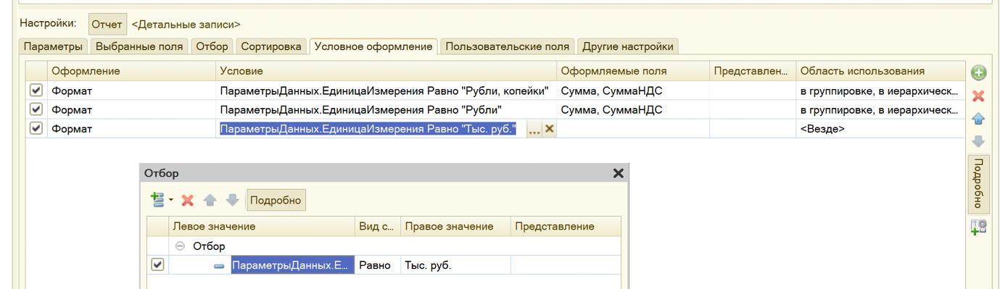 Настройки: Отчет <Детальные записи>
Параметры Выбранные поля Отбор Сортировка Условное оформление Пользовательские поля Другие настройки
Оформление Условие Оформляемые поля Представлен... Область использования
Формат ПараметрыДанных.ЕдиницаИзмерения Равно "Рубли, копейки" Сумма, СуммаНДС в группировке, в иерархическ...
Формат ПараметрыДанных.ЕдиницаИзмерения Равно "Рубли" Сумма, СуммаНДС в группировке, в иерархическ...
Формат ПараметрыДанных.ЕдиницаИзмерения Равно "Тыс. руб." ... <Везде>
Подробно
Отбор
Подробно
Левое значение Вид с... Правое значение Представление
Отбор
ПараметрыДанных.Е... Равно Тыс. руб.